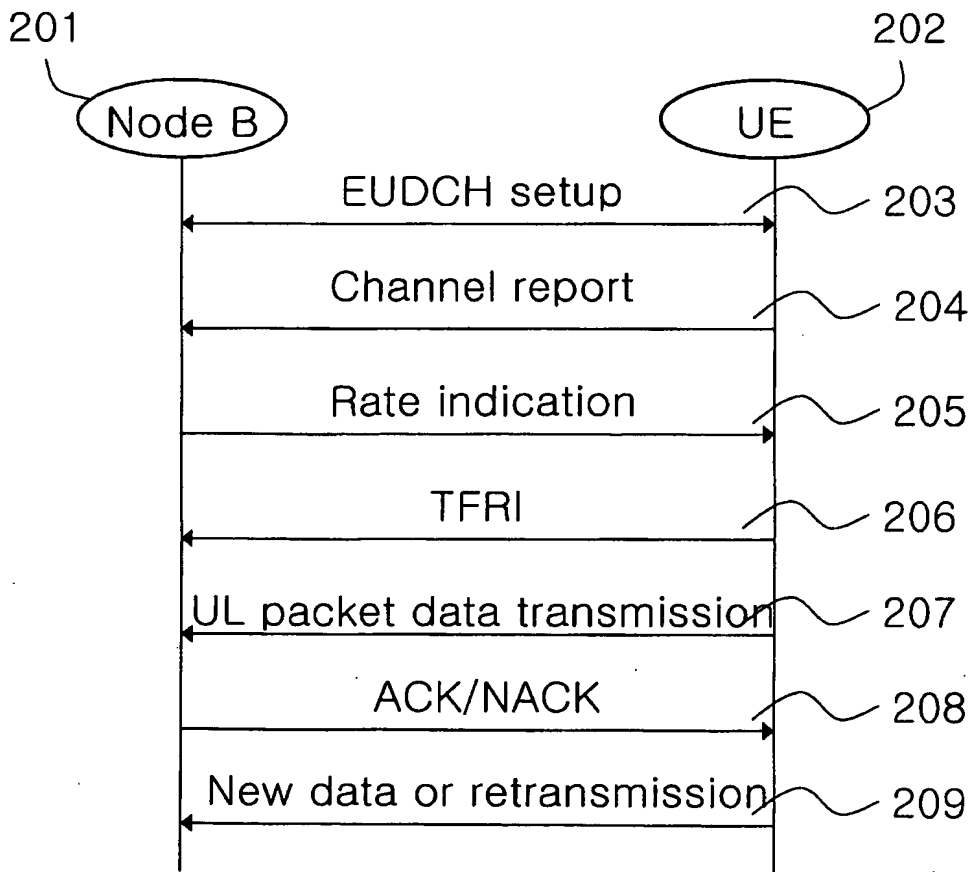 201
202
Node B
UE
EUDCH setup
203
Channel report
204
Rate indication
205
TFRI
206
UL packet data transmission
207
ACK/NACK
208
New data or retransmission
209